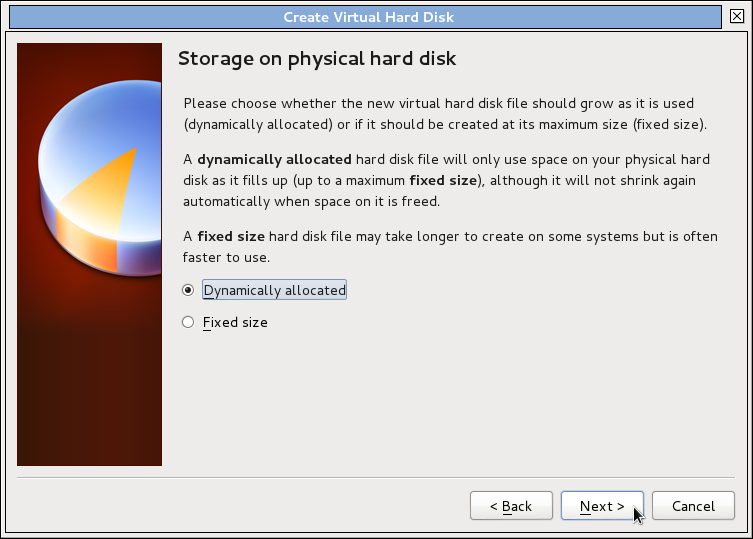 Create Virtual Hard Disk
Storage on physical hard disk
Please choose whether the new virtual hard disk file should grow as it is used
(dynamically allocated) or if it should be created at its maximum size (fixed size).
A dynamically allocated hard disk file will only use space on your physical hard
disk as it fills up (up to a maximum fixed size), although it will not shrink again
automatically when space on it is freed.
A fixed size hard disk file may take longer to create on some systems but is often
faster to use.
Dynamically allocated
Fixed size
< Back
Next >
Cancel